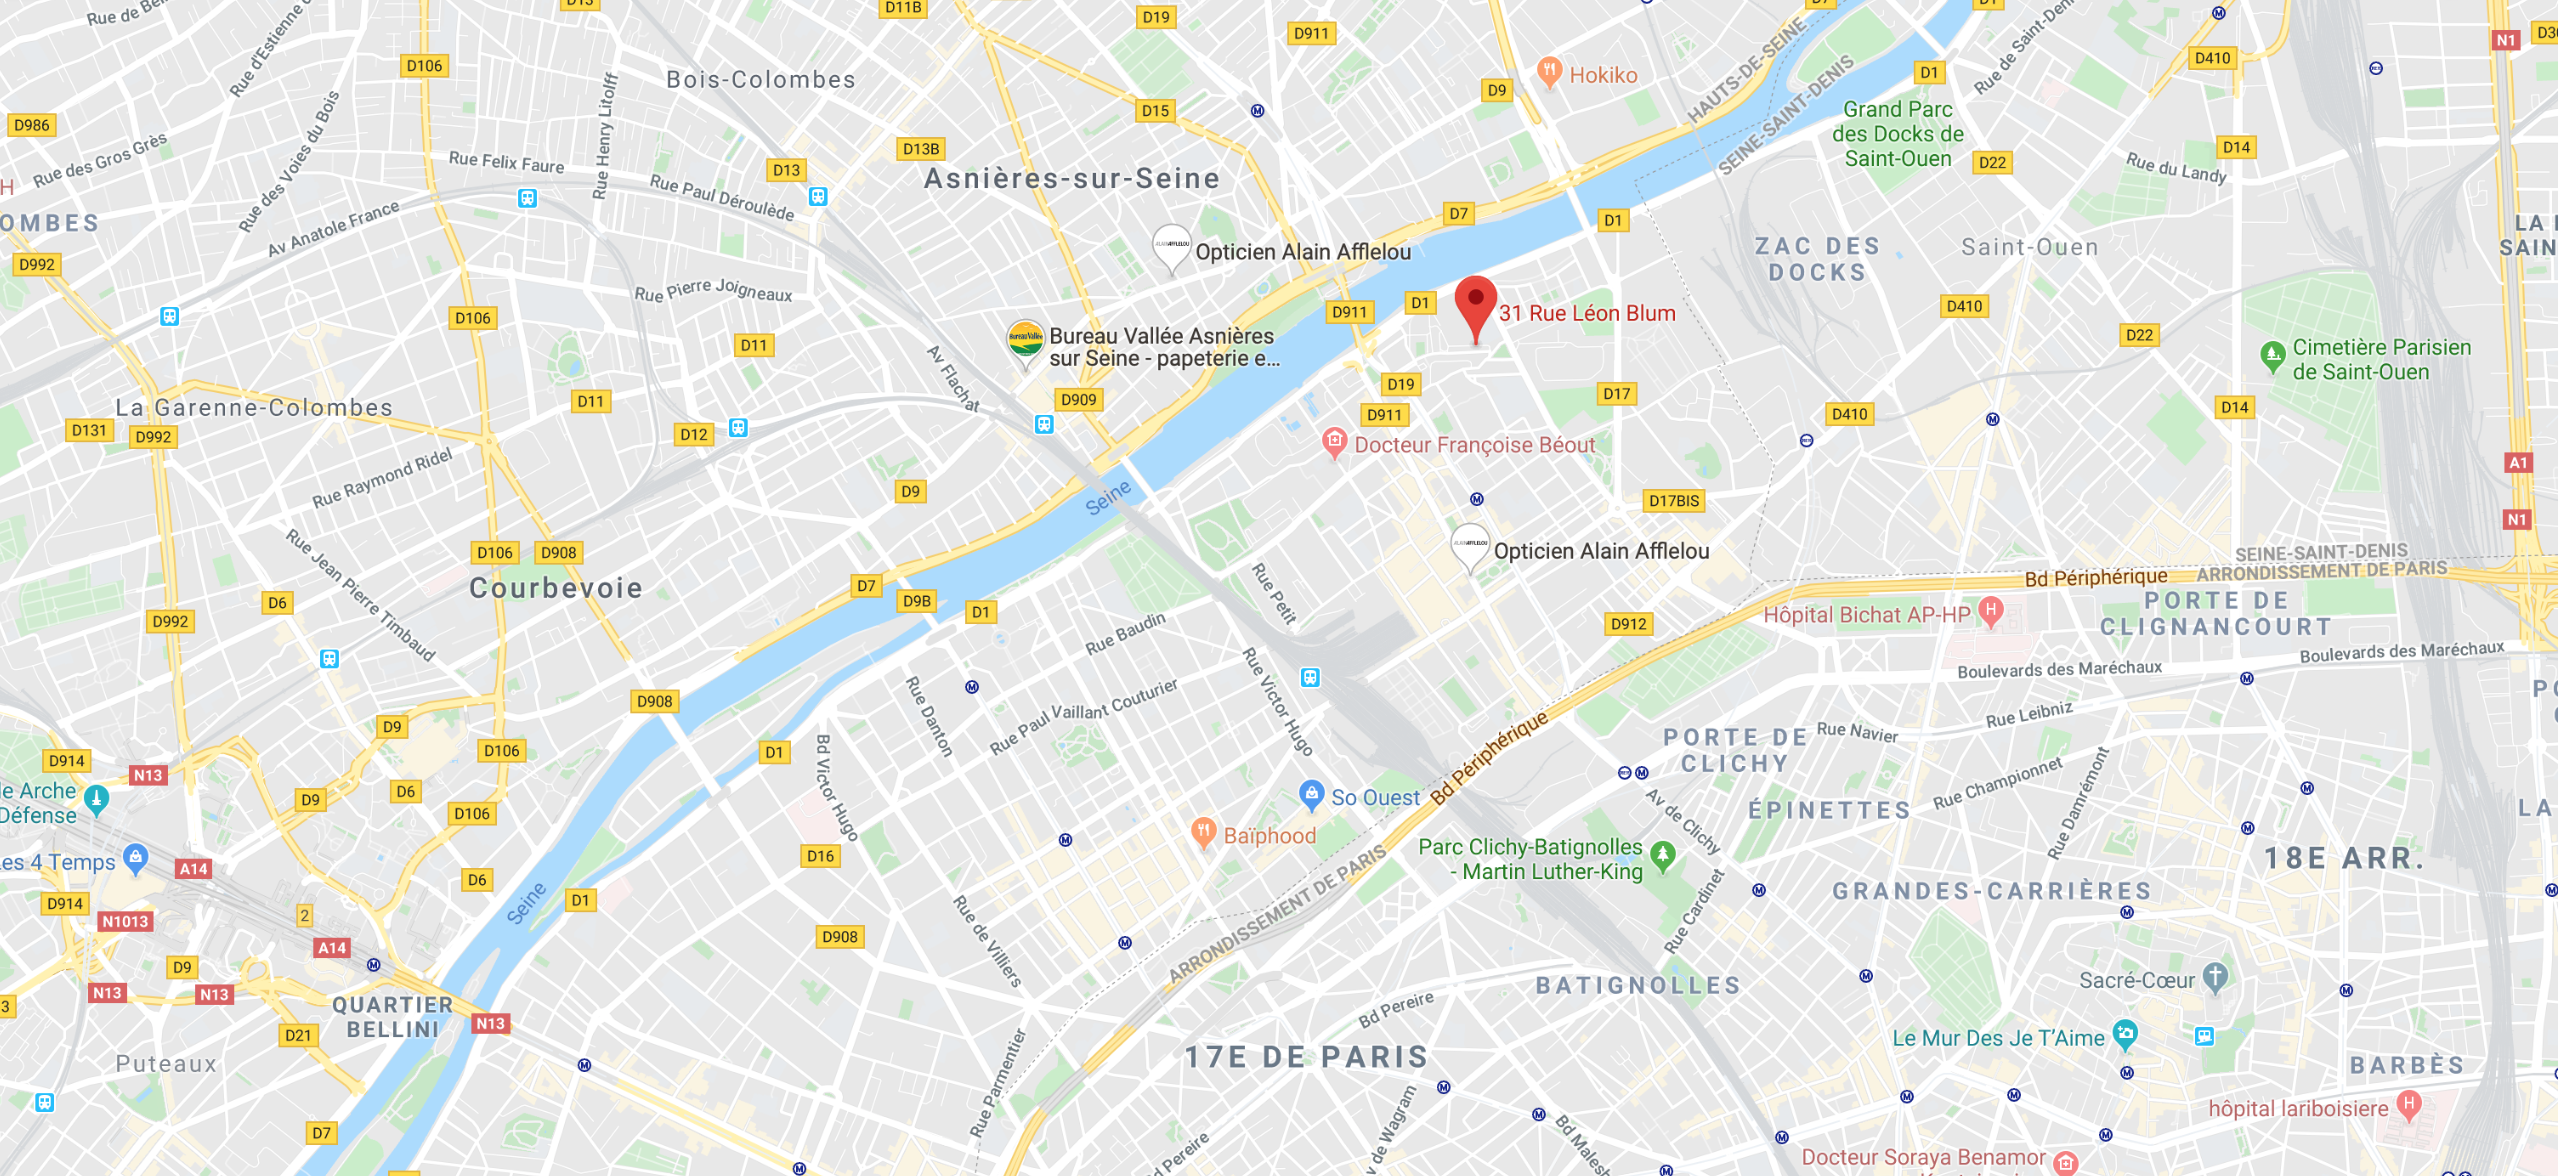 D13
D11B
D19
D7
D1
Rue de Saint-Den
Rue d'Estienne
D911
N1
D106
Bois-Colombes
Hokiko
D9
HAUTS-DE-SEINE
SEINE-SAINT-DENIS
D1
D410
D986
Rue des Gros Grès
Rue des Voies du Bois
Rue Henry Litolff
D15
Grand Parc
des Docks de
Saint-Ouen
D13B
D14
D22
Rue du Landy
Rue Felix Faure
D13
Rue Paul Déroulède
Asnières-sur-Seine
H
OMBES
Av Anatole France
D7
D1
ZAC DES
DOCKS
Saint-Ouen
Opticien Alain Afflelou
D992
Rue Pierre Joigneaux
D1
D911
31 Rue Léon Blum
D410
D106
D11
Bureau Vallée Asnières
sur Seine - papeterie e...
D22
Cimetière Parisien
de Saint-Ouen
Av Flachat
D19
D17
D909
D11
La Garenne-Colombes
D911
D410
D14
D131
D992
D12
Docteur Françoise Béout
A1
Rue Raymond Ridel
D9
Seine
D17BIS
N1
Rue Jean Pierre Timbaud
D106
D908
Opticien Alain Afflelou
SEINE-SAINT-DENIS
ARRONDISSEMENT DE PARIS
Bd Périphérique
Courbevoie
D7
D9B
D1
Rue Petit
D6
D992
Hôpital Bichat AP-HP
H
PORTE DE
CLIGNANCOURT
D912
Rue Baudin
Boulevards des Maréchaux
Boulevards des Maréchaux
Rue Victor Hugo
Rue Danton
Rue Paul Vaillant Couturier
D908
D9
Rue Leibniz
Rue Navier
PORTE DE
CLICHY
Bd Périphérique
D914
D106
D1
Bd Victor Hugo
N13
Rue Championnet
Rue Damrémont
le Arche
Défense
D9
D6
D106
So Ouest
Av de Clichy
ÉPINETTES
LA
Baïphood
Parc Clichy-Batignolles
- Martin Luther-King
es 4 Temps
A14
D16
18E ARR.
ARRONDISSEMENT DE PARIS
D6
Seine
D1
GRANDES-CARRIÈRES
D914
N1013
2
A14
D908
Rue de Villiers
Rue Cardinet
D9
Sacré-Cœur
BATIGNOLLES
N13
N13
3
QUARTIER
BELLINI
N13
Bd Pereire
D21
Le Mur Des Je T'Aime
Puteaux
17E DE PARIS
BARBÈS
Rue Parmentier
D7
hôpital lariboisiere
H
Docteur Soraya Benamor